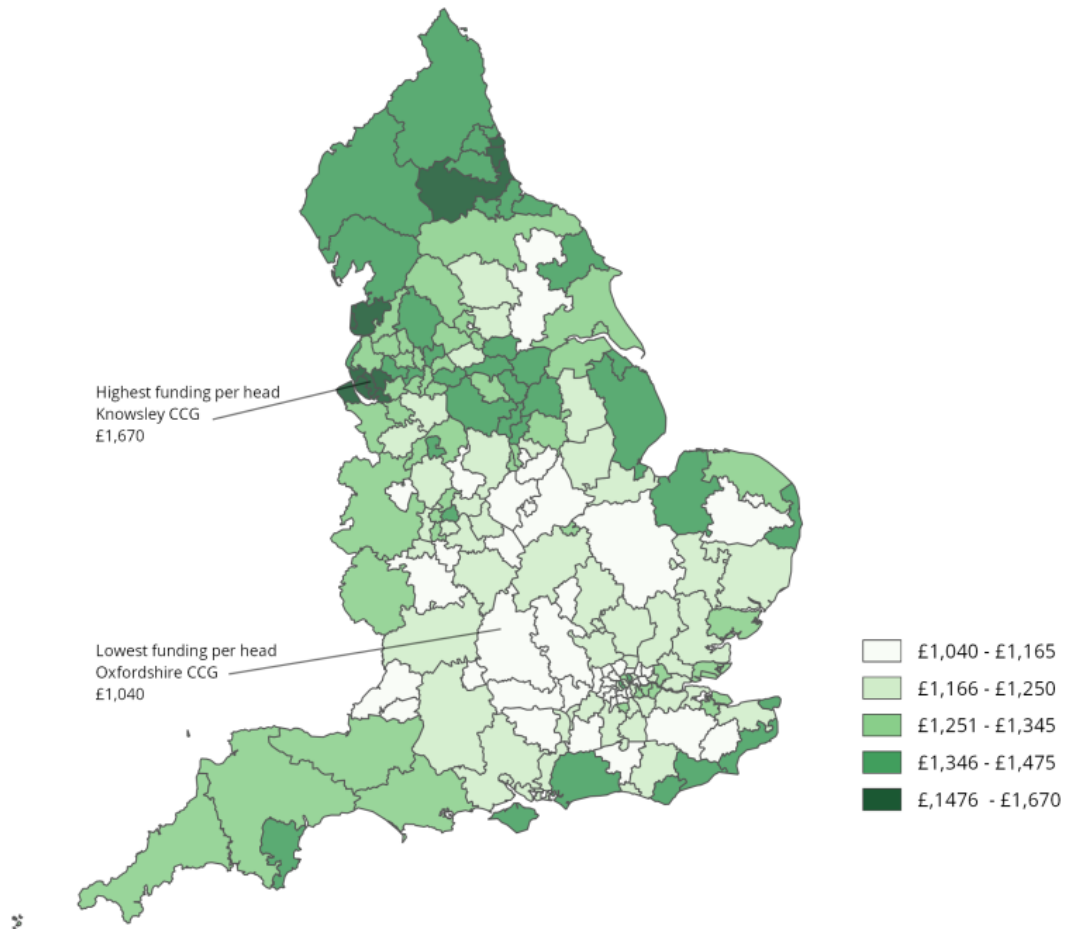 Highest funding per head
Knowsley CCG
£1,670
Lowest funding per head
Oxfordshire CCG
£1,040
£1,040 - £1,165
£1,166 - £1,250
£1,251 - £1,345
£1,346 - £1,475
£,1476 - £1,670